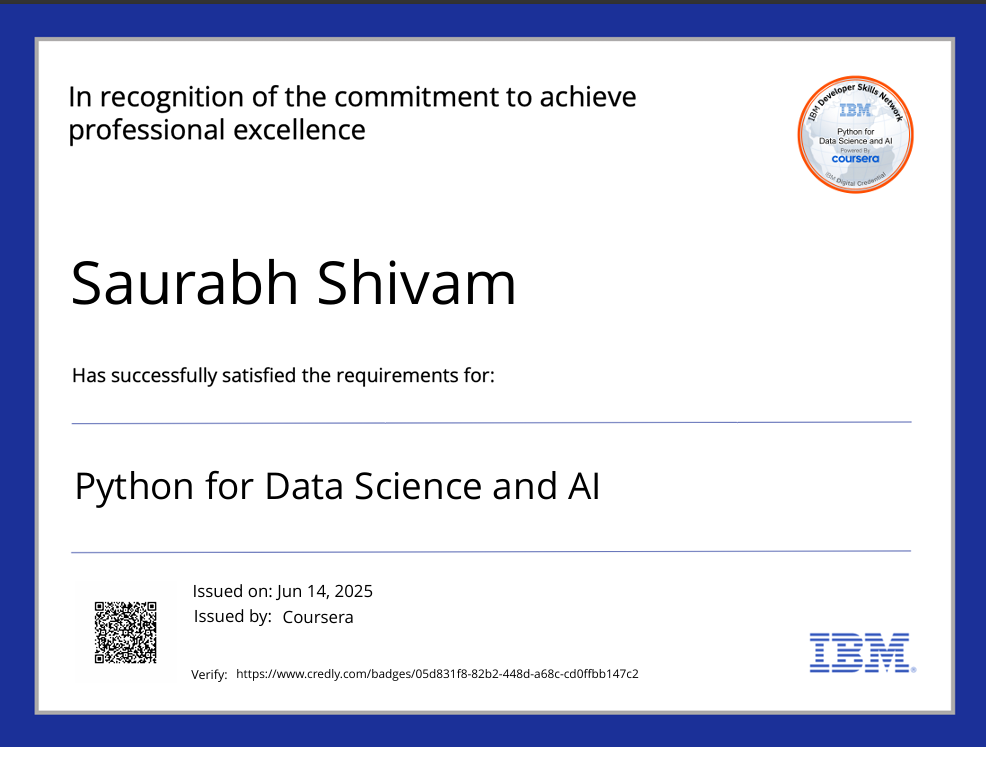 In recognition of the commitment to achieve
professional excellence
IBM Developer Skills Network
IBM
Python for
Data Science and AI
Powered By
coursera
IBM Digital Credential
Saurabh Shivam
Has successfully satisfied the requirements for:
Python for Data Science and AI
Issued on: Jun 14, 2025
Issued by: Coursera
Verify: https://www.credly.com/badges/05d831f8-82b2-448d-a68c-cd0ffbb147c2
IBM®